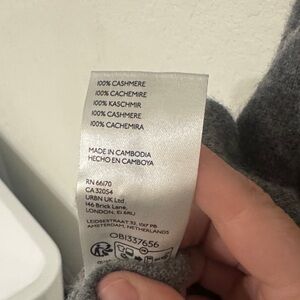 100% CASHMERE
100% CACHEMIRE
100% KASCHMIR
100% CASHMERE
100% CACHEMIRA
MADE IN CAMBODIA
HECHO EN CAMBOYA
RN 66170
CA 32054
URBN UK Ltd
146 Brick Lane,
LONDON, E1 6RU
LEIDSESTRAAT 32, 1017 PB
AMSTERDAM, NETHERLANDS
OB1337656